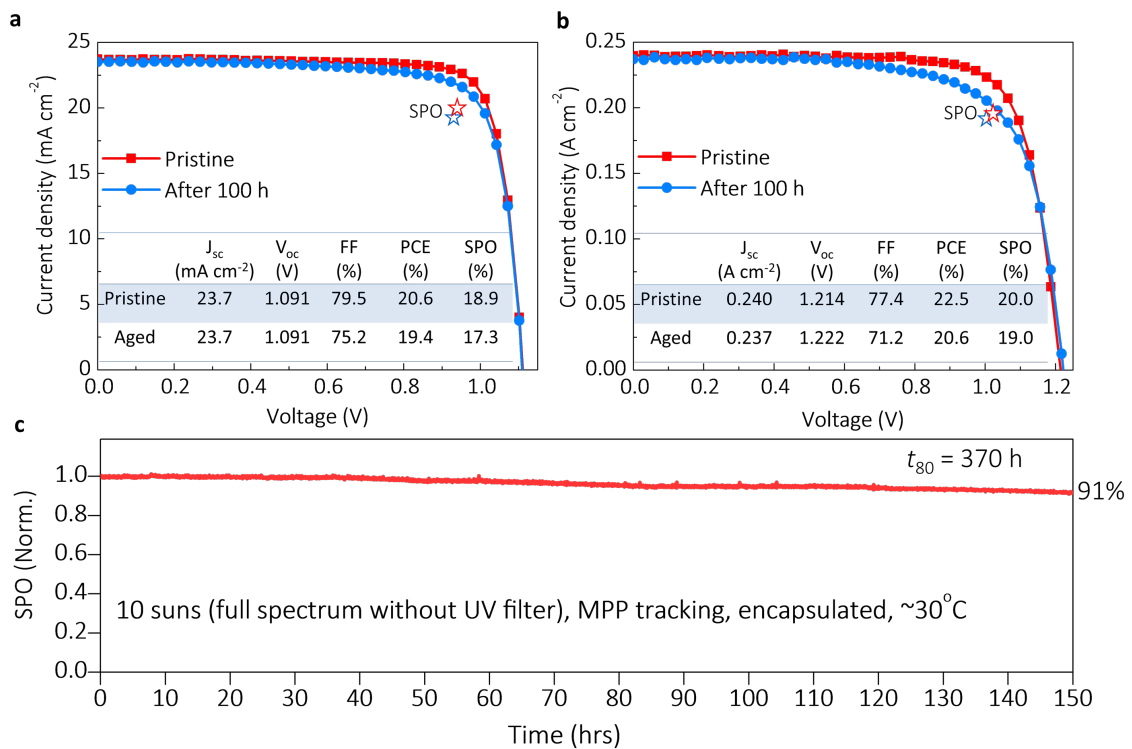 a
25
20
15
10
5
0
Current density (mA cm⁻²)
SPO
Pristine
After 100 h
J_sc V_oc FF PCE SPO
(mA cm⁻²) (V) (%) (%) (%)
Pristine 23.7 1.091 79.5 20.6 18.9
Aged 23.7 1.091 75.2 19.4 17.3
0.0 0.2 0.4 0.6 0.8 1.0
Voltage (V)
b
0.25
0.20
0.15
0.10
0.05
0.00
Current density (A cm⁻²)
SPO
Pristine
After 100 h
J_sc V_oc FF PCE SPO
(A cm⁻²) (V) (%) (%) (%)
Pristine 0.240 1.214 77.4 22.5 20.0
Aged 0.237 1.222 71.2 20.6 19.0
0.0 0.2 0.4 0.6 0.8 1.0 1.2
Voltage (V)
c
t₈₀ = 370 h
1.0
0.8
0.6
0.4
0.2
0.0
SPO (Norm.)
91%
10 suns (full spectrum without UV filter), MPP tracking, encapsulated, ~30°C
0 10 20 30 40 50 60 70 80 90 100 110 120 130 140 150
Time (hrs)